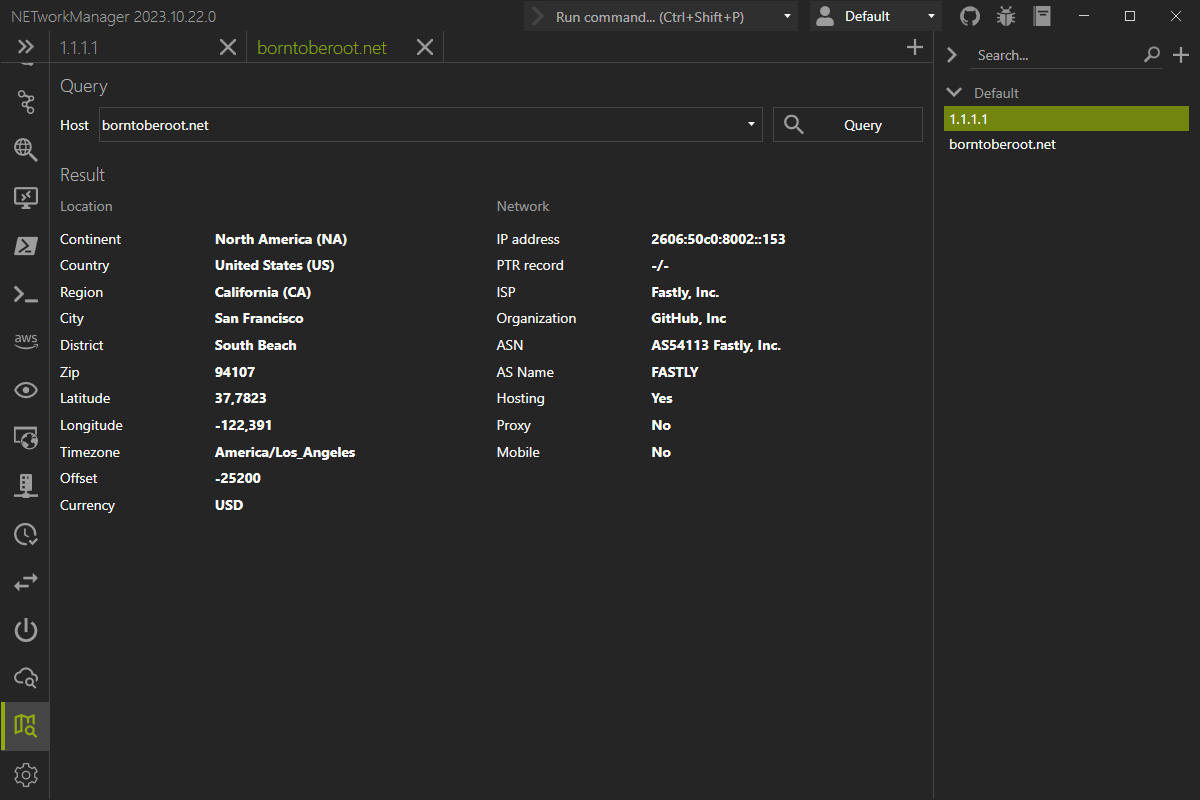 NETworkManager 2023.10.22.0
Run command... (Ctrl+Shift+P)
Default
1.1.1.1
borntoberoot.net
Search...
Query
Host borntoberoot.net Query
Default
1.1.1.1
borntoberoot.net
Result
Location Network
Continent North America (NA) IP address 2606:50c0:8002::153
Country United States (US) PTR record -/-
Region California (CA) ISP Fastly, Inc.
City San Francisco Organization GitHub, Inc
District South Beach ASN AS54113 Fastly, Inc.
Zip 94107 AS Name FASTLY
Latitude 37,7823 Hosting Yes
Longitude -122,391 Proxy No
Timezone America/Los_Angeles Mobile No
Offset -25200
Currency USD
aws